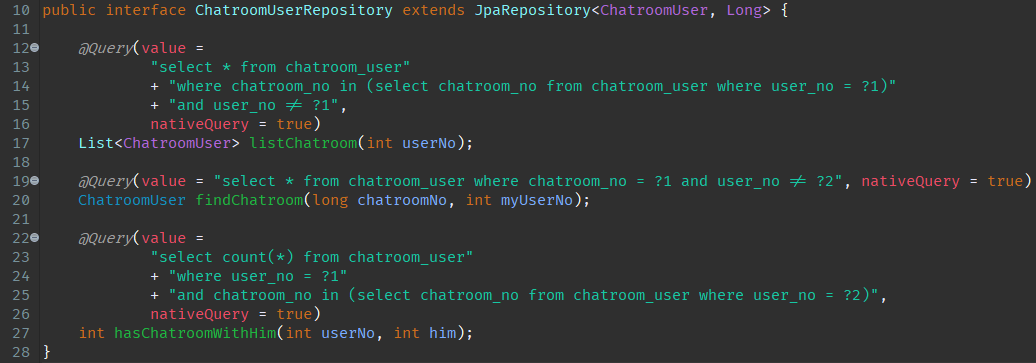 10 public interface ChatroomUserRepository extends JpaRepository<ChatroomUser, Long> {
11
12 @Query(value =
13 "select * from chatroom_user"
14 + "where chatroom_no in (select chatroom_no from chatroom_user where user_no = ?1)"
15 + "and user_no != ?1",
16 nativeQuery = true)
17 List<ChatroomUser> listChatroom(int userNo);
18
19 @Query(value = "select * from chatroom_user where chatroom_no = ?1 and user_no != ?2", nativeQuery = true)
20 ChatroomUser findChatroom(long chatroomNo, int myUserNo);
21
22 @Query(value =
23 "select count(*) from chatroom_user"
24 + "where user_no = ?1"
25 + "and chatroom_no in (select chatroom_no from chatroom_user where user_no = ?2)",
26 nativeQuery = true)
27 int hasChatroomWithHim(int userNo, int him);
28 }